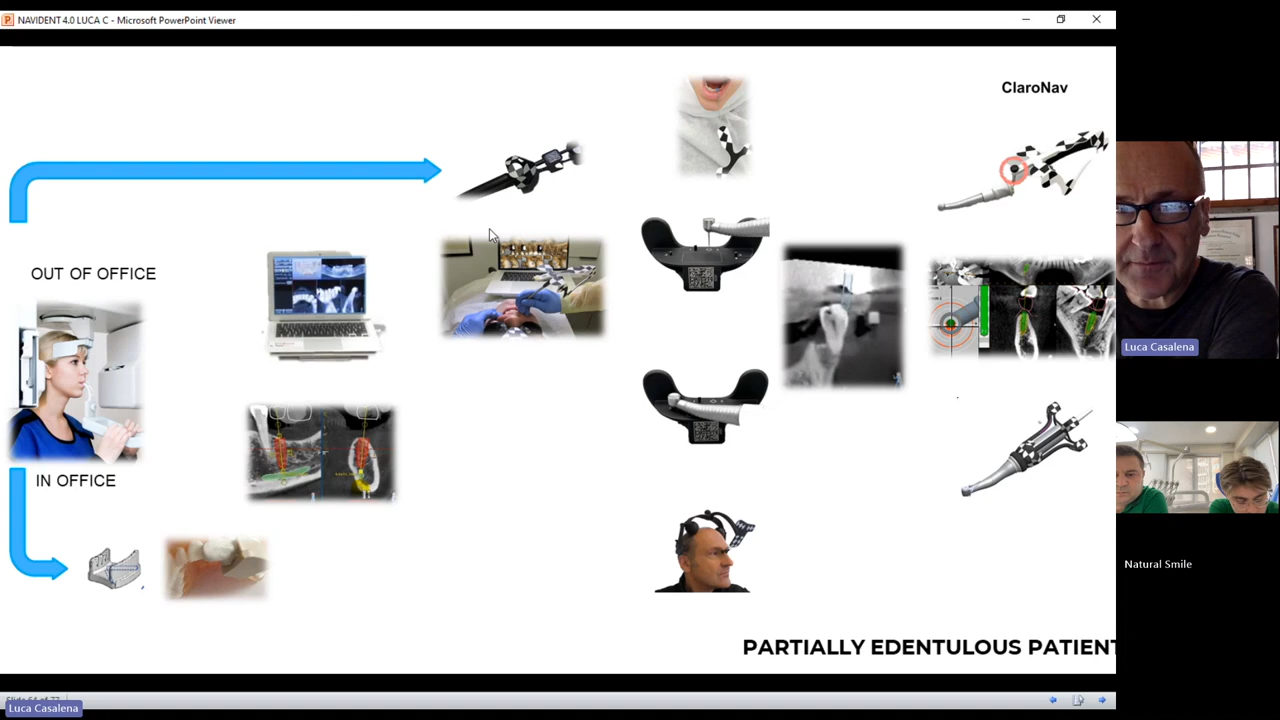 NAVIDENT 4.0 LUCA C - Microsoft PowerPoint Viewer
ClaroNav
OUT OF OFFICE
Luca Casalena
IN OFFICE
Natural Smile
PARTIALLY EDENTULOUS PATIENT
Luca Casalena